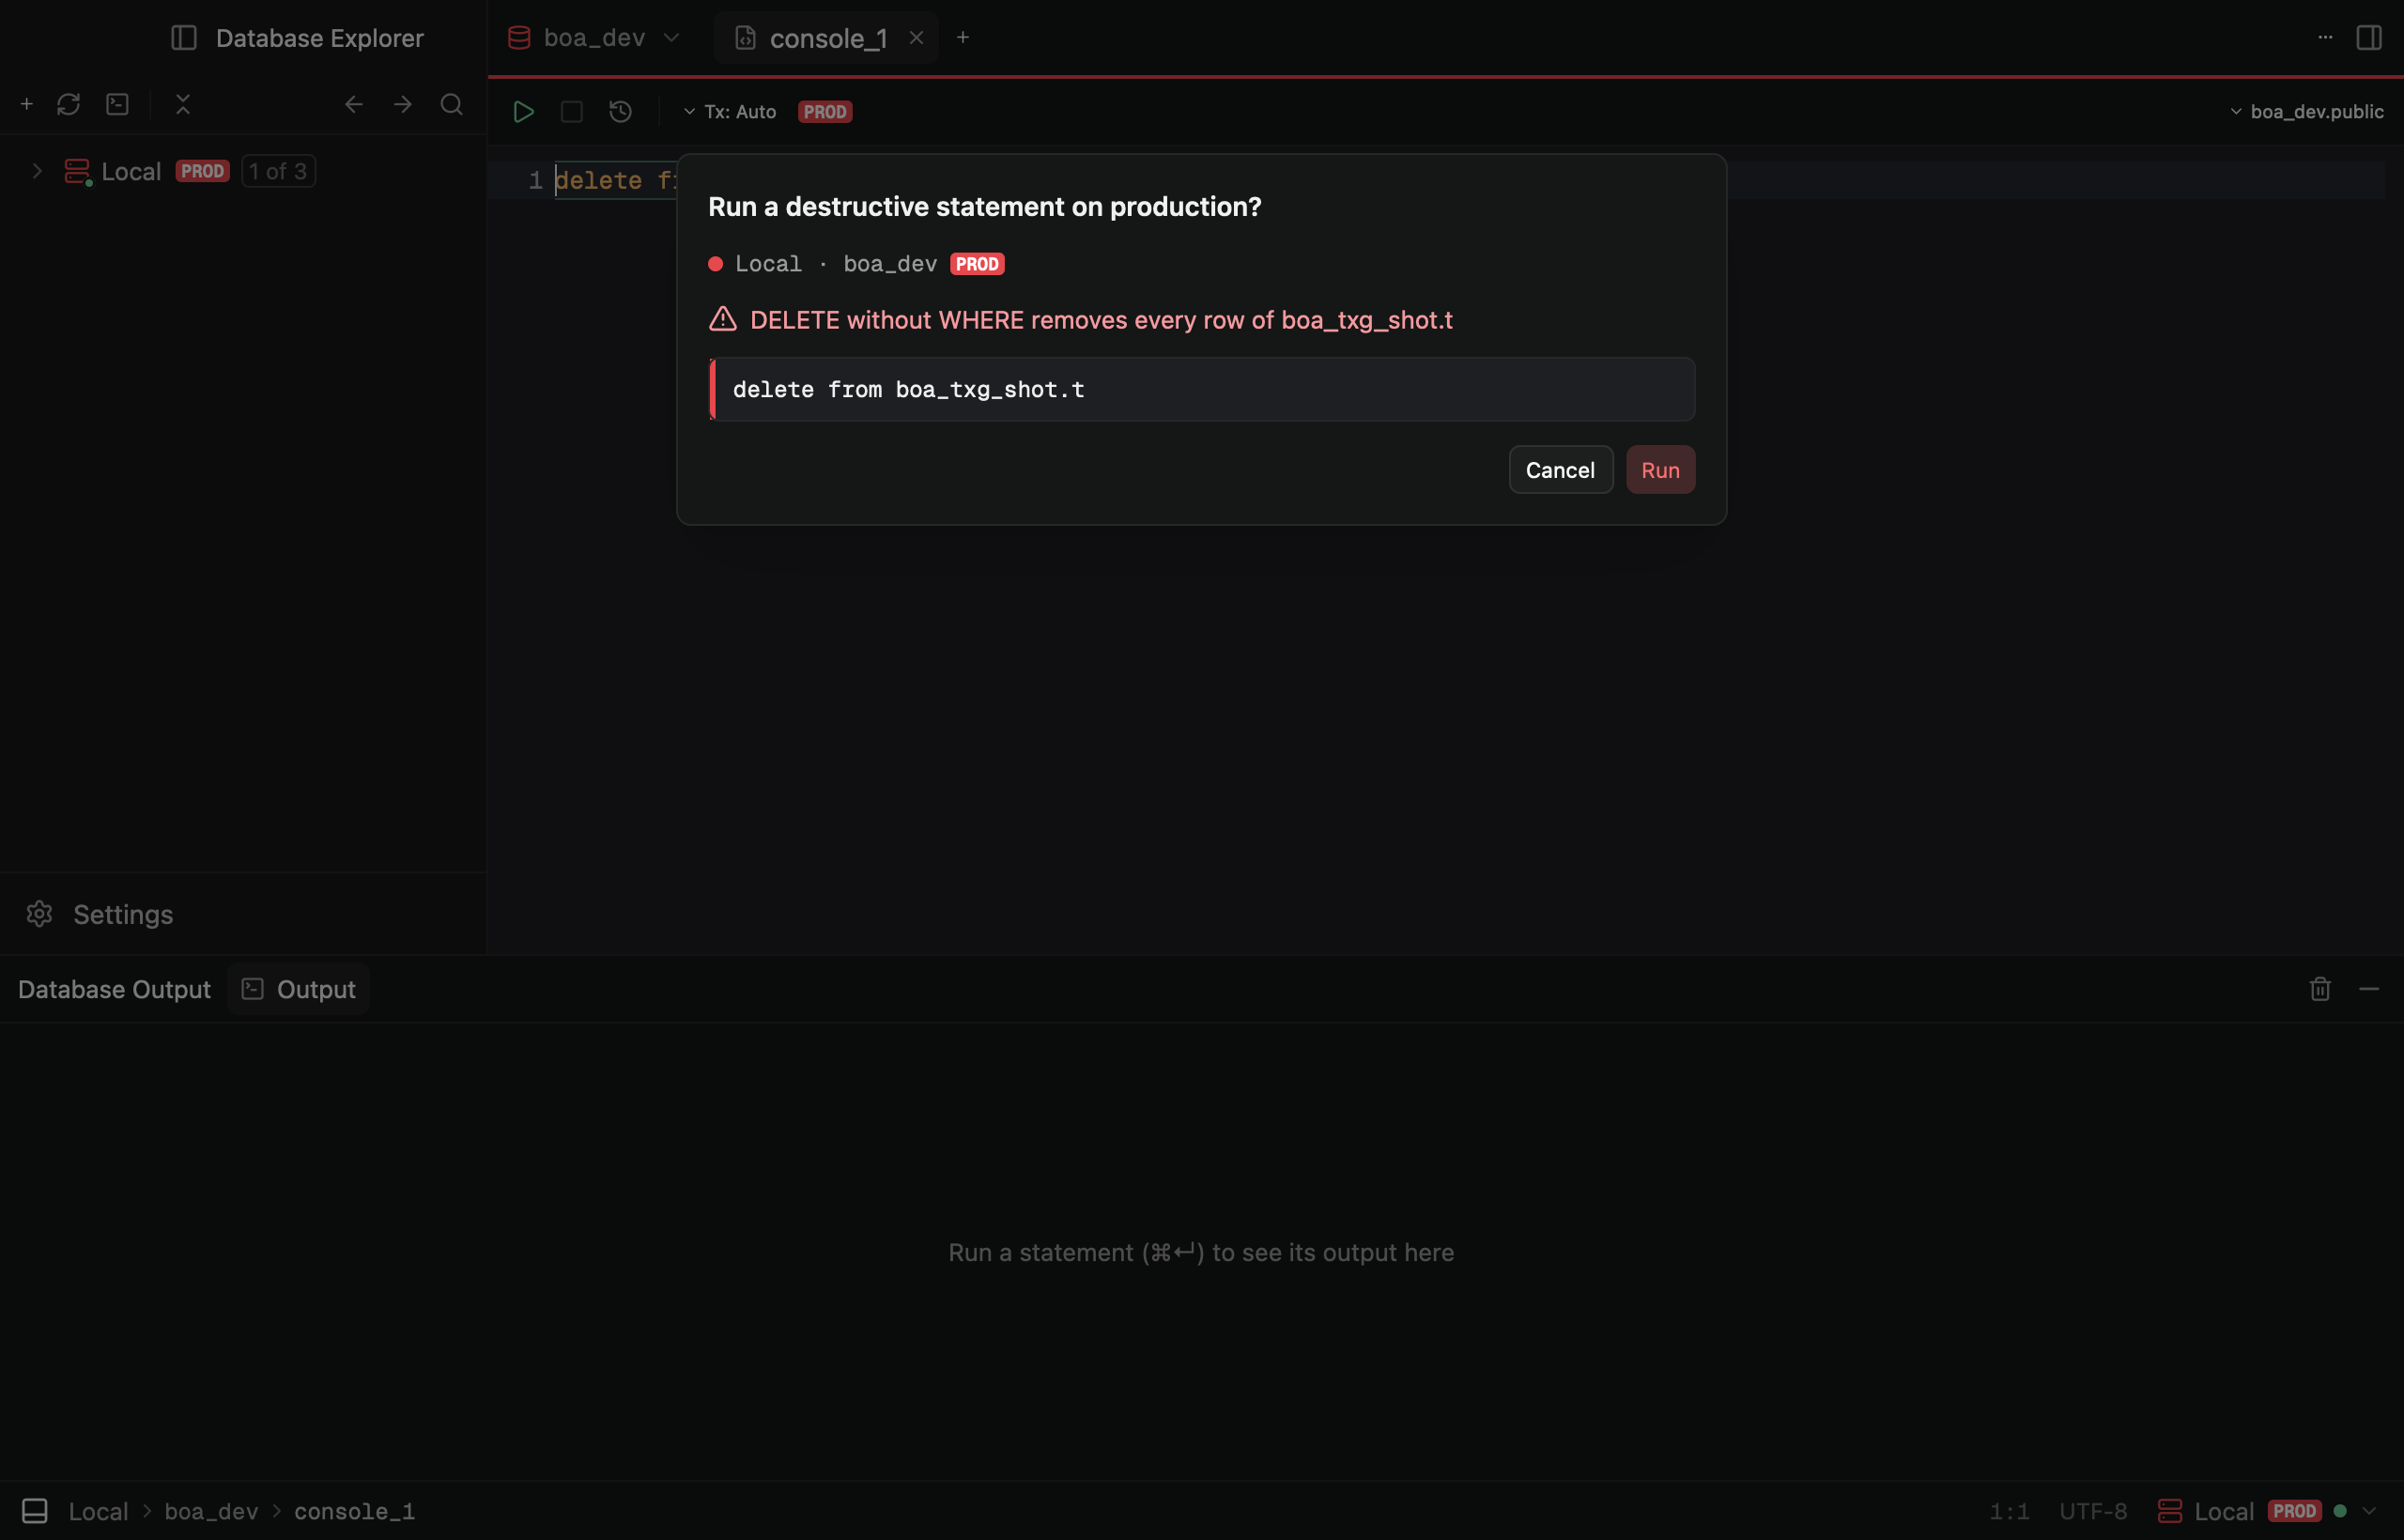 Database Explorer
boa_dev
console_1
Tx: Auto
PROD
boa_dev.public
Local
PROD
1 of 3
1
delete
Run a destructive statement on production?
Local · boa_dev PROD
DELETE without WHERE removes every row of boa_txg_shot.t
delete from boa_txg_shot.t
Cancel
Run
Settings
Database Output
Output
Run a statement (⌘↵) to see its output here
Local > boa_dev > console_1
1:1
UTF-8
Local
PROD